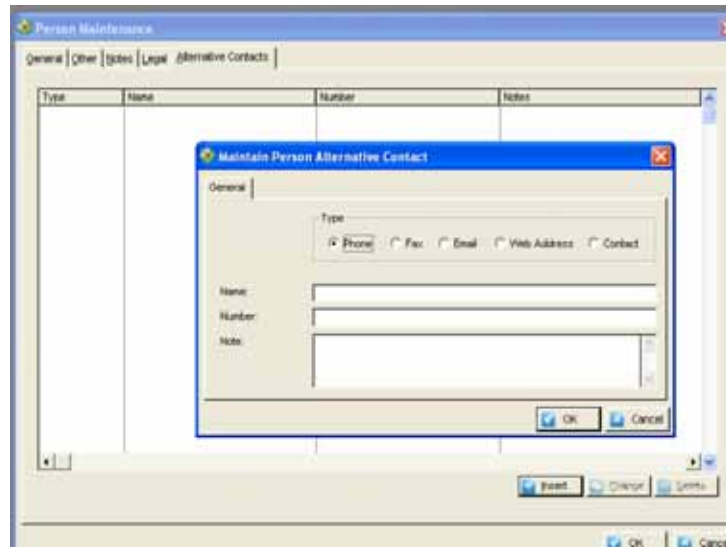 Person Maintenance
General Other Notes Legal Alternative Contacts
Type Name Number Notes
Maintain Person Alternative Contact
General
Type
Phone Fax Email Web Address Contact
Name:
Number:
Note:
OK Cancel
Insert Change Delete
OK Cance